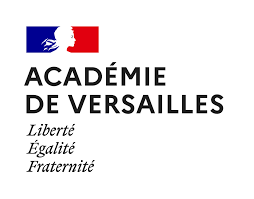 ACADÉMIE
DE VERSAILLES
Liberté
Égalité
Fraternité